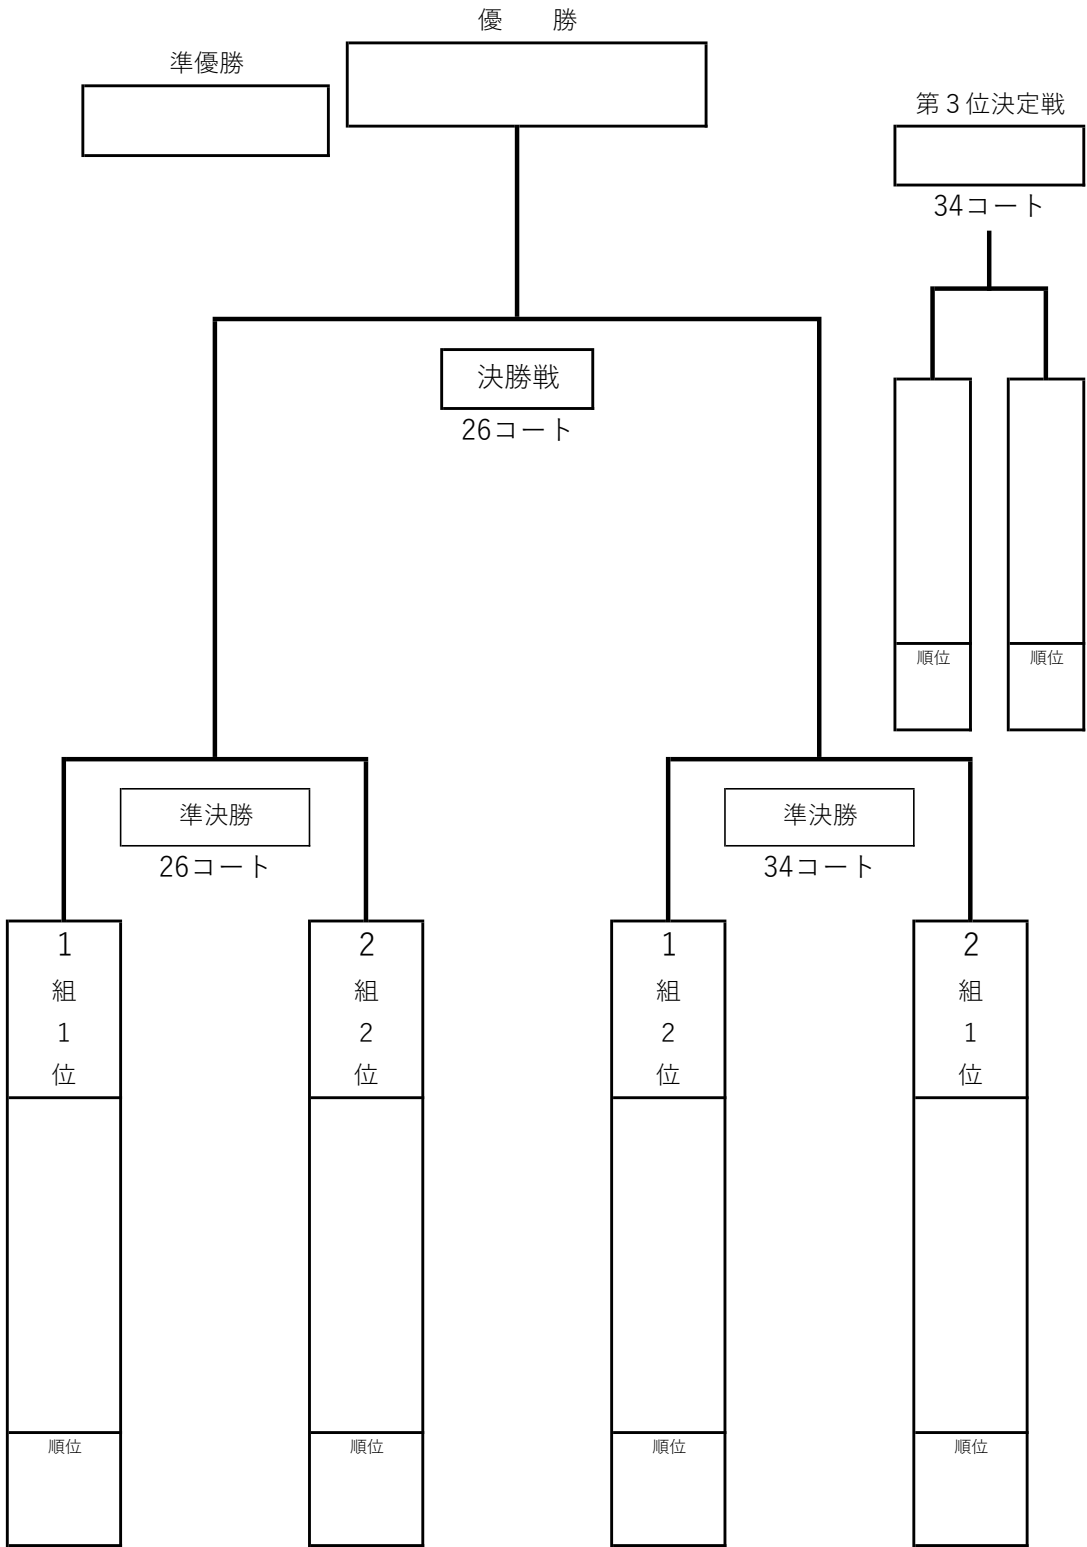 優　　勝
準優勝
第３位決定戦
34コート
決勝戦
26コート
順位
順位
準決勝
26コート
準決勝
34コート
1組1位
2組2位
1組2位
2組1位
順位
順位
順位
順位